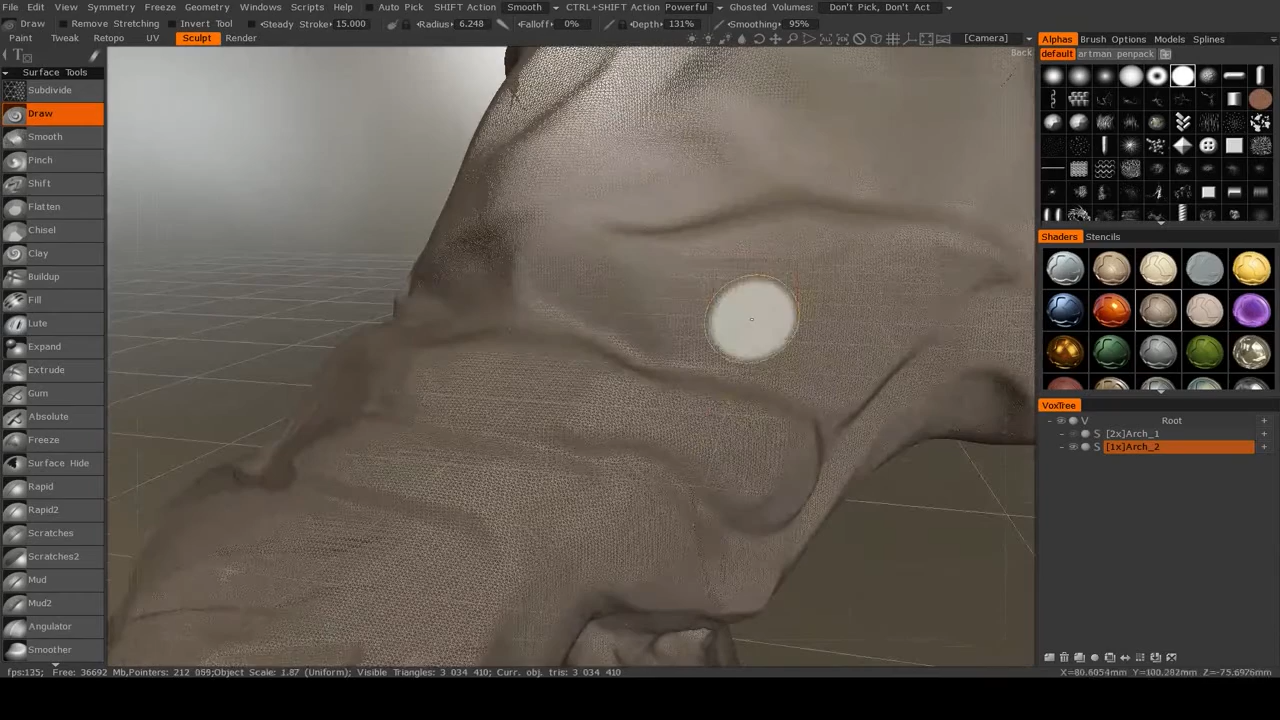 File Edit View Symmetry Freeze Geometry Windows Scripts Help Auto Pick SHIFT Action Smooth CTRL+SHIFT Action Powerful Ghosted Volumes: Don't Pick, Don't Act
Draw Remove Stretching Invert Tool Steady Stroke 15.000 Radius 6.248 Falloff 0% Depth 131% Smoothing 95%
Paint Tweak Retopo UV Sculpt Render [Camera]
Alphas Brush Options Models Splines
Back
default artman penpack
Surface Tools
Subdivide
Draw
Smooth
Pinch
Shift
Flatten
Chisel
Clay
Buildup
Fill
Lute
Expand
Extrude
Gum
Absolute
Freeze
Surface Hide
Rapid
Rapid2
Scratches
Scratches2
Mud
Mud2
Angulator
Smoother
Shaders Stencils
VoxTree
V Root +
S [2x]Arch_1 +
S [1x]Arch_2 +
fps:135; Free: 36692 Mb,Pointers: 212 059;Object Scale: 1.87 (Uniform); Visible Triangles: 3 034 410; Curr. obj. tris: 3 034 410
X=80.6054mm Y=100.282mm Z=-75.6976mm